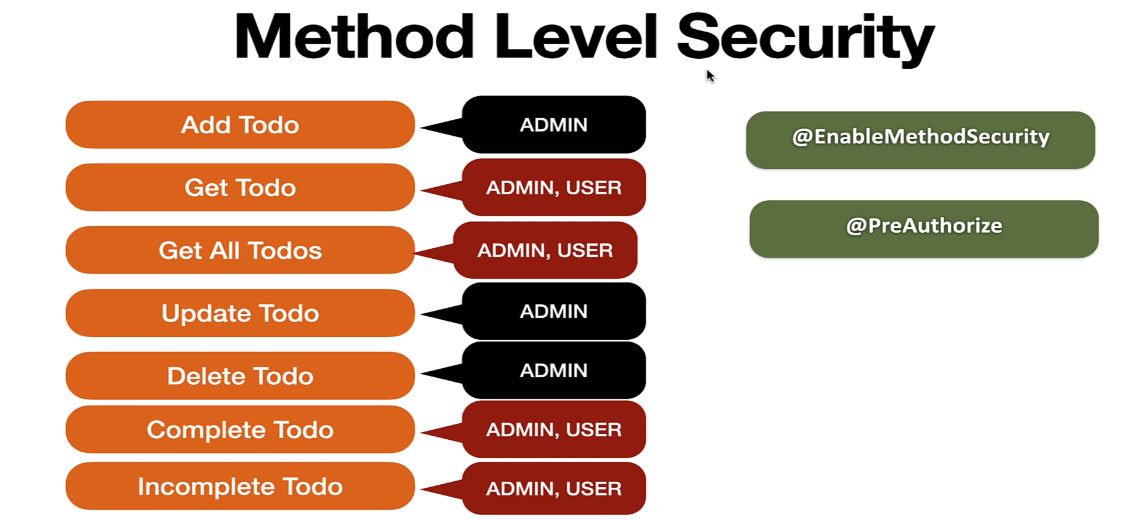 Method Level Security
Add Todo
ADMIN
Get Todo
ADMIN, USER
Get All Todos
ADMIN, USER
Update Todo
ADMIN
Delete Todo
ADMIN
Complete Todo
ADMIN, USER
Incomplete Todo
ADMIN, USER
@EnableMethodSecurity
@PreAuthorize